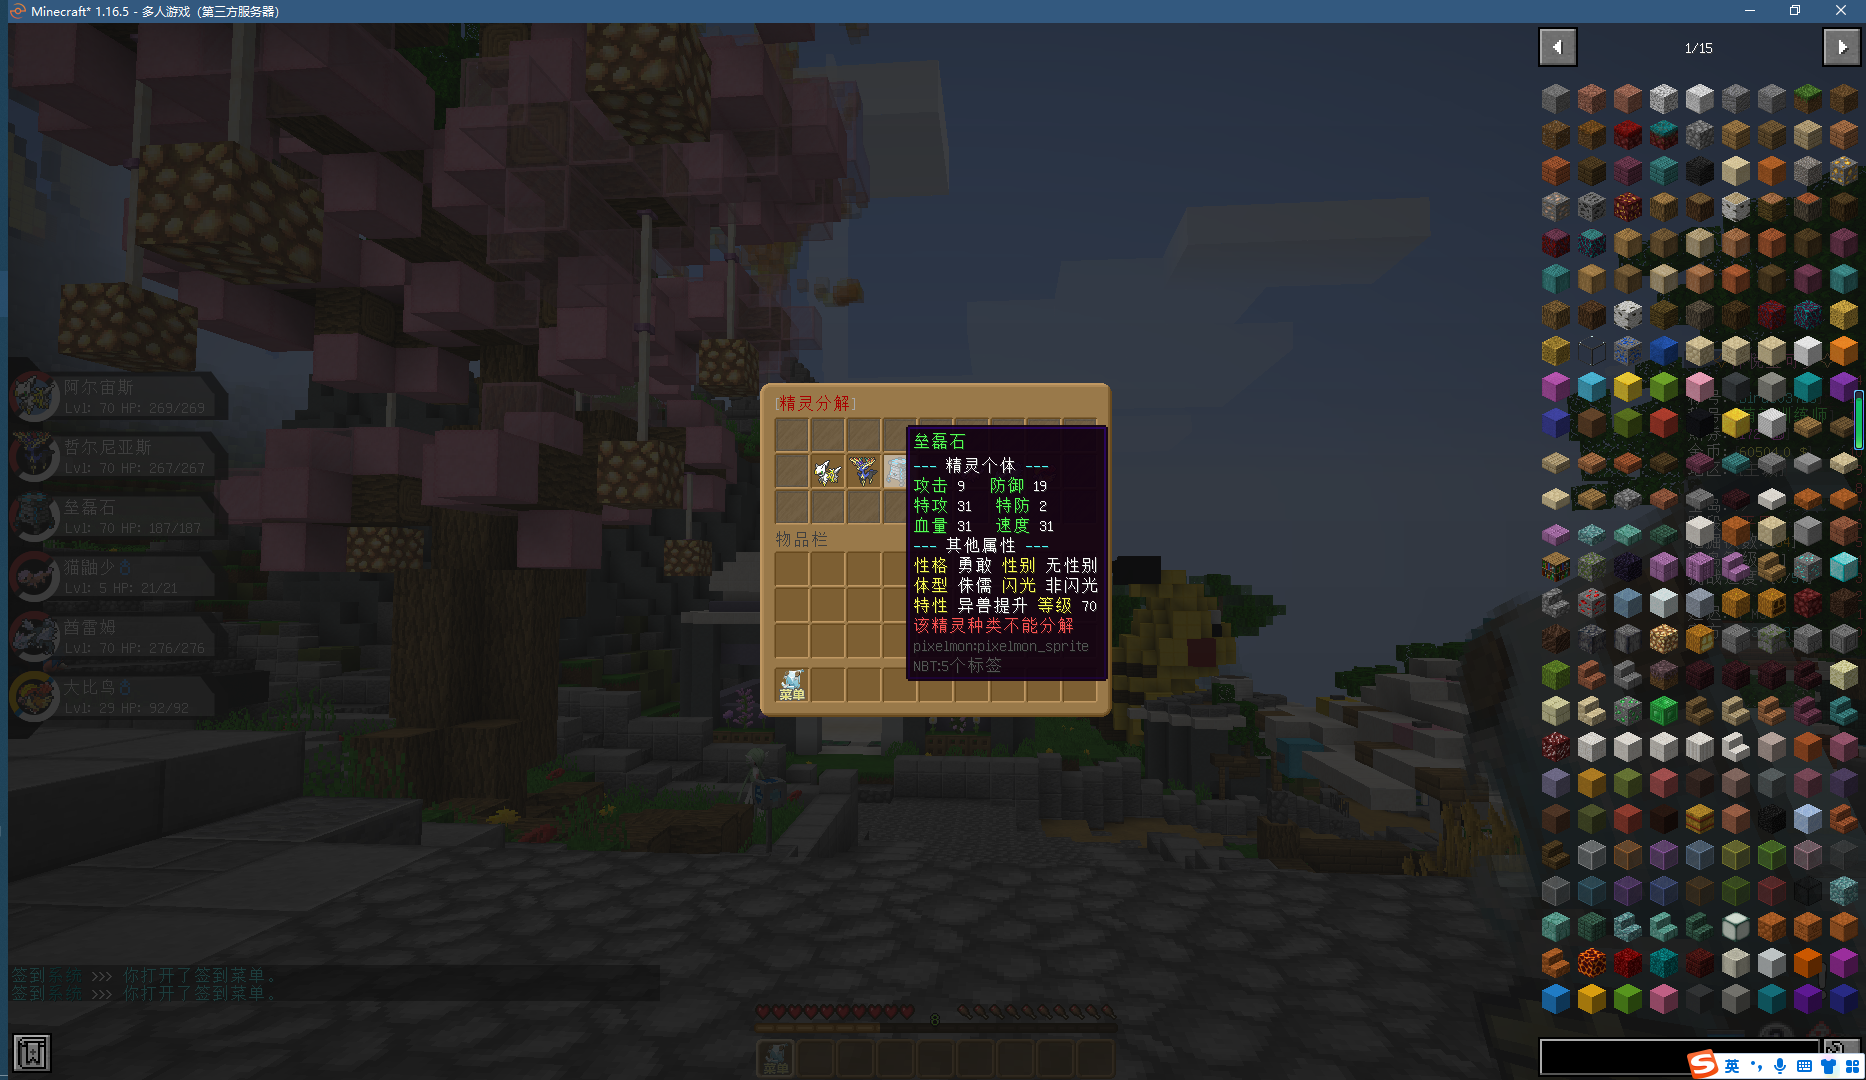 Minecraft* 1.16.5 - 多人游戏（第三方服务器）
1/15
阿尔宙斯
Lvl: 70 HP: 269/269
哲尔尼亚斯
Lvl: 70 HP: 267/267
垒磊石
Lvl: 70 HP: 187/187
猫鼬少
Lvl: 5 HP: 21/21
酋雷姆
Lvl: 70 HP: 276/276
大比鸟
Lvl: 29 HP: 92/92
[精灵分解]
垒磊石
--- 精灵个体 ---
攻击 9 防御 19
特攻 31 特防 2
血量 31 速度 31
--- 其他属性 ---
性格 勇敢 性别 无性别
体型 侏儒 闪光 非闪光
特性 异兽提升 等级 70
该精灵种类不能分解
pixelmon:pixelmon_sprite
NBT:5个标签
物品栏
菜单
签到系统 >>> 你打开了签到菜单。
签到系统 >>> 你打开了签到菜单。
8
菜单
英